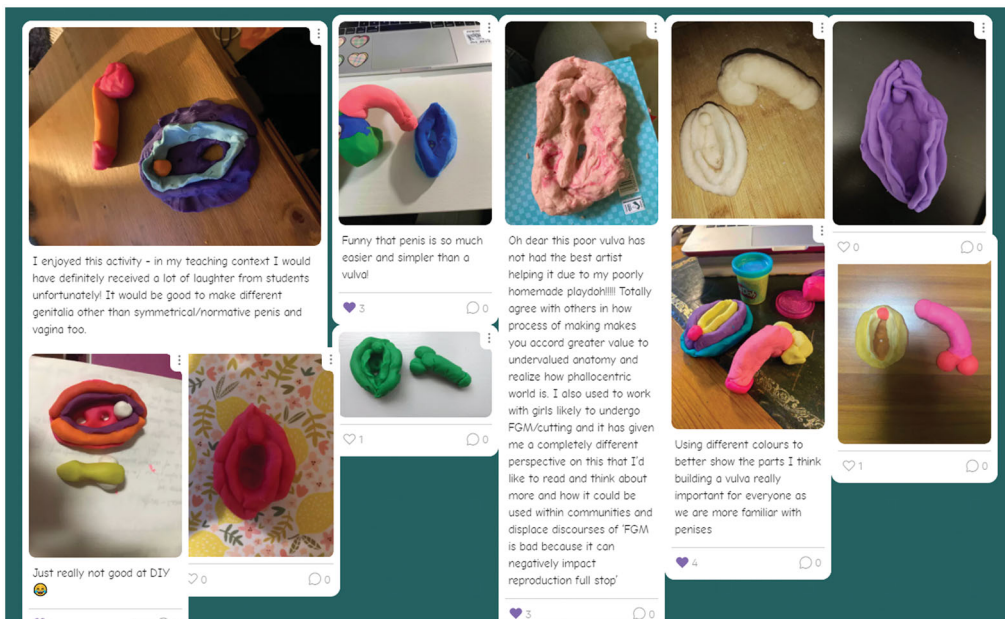 I enjoyed this activity - in my teaching context I would
have definitely received a lot of laughter from students
unfortunately! It would be good to make different
genitalia other than symmetrical/normative penis and
vagina too.
Just really not good at DIY
😂
0
0
Funny that penis is so much
easier and simpler than a
vulva!
3
0
1
0
Oh dear this poor vulva has
not had the best artist
helping it due to my poorly
homemade playdoh!!!!! Totally
agree with others in how
process of making makes
you accord greater value to
undervalued anatomy and
realize how phallocentric
world is. I also used to work
with girls likely to undergo
FGM/cutting and it has given
me a completely different
perspective on this that I'd
like to read and think about
more and how it could be
used within communities and
displace discourses of 'FGM
is bad because it can
negatively impact
reproduction full stop'
3
0
Using different colours to
better show the parts I think
building a vulva really
important for everyone as
we are more familiar with
penises
4
0
0
0
1
0